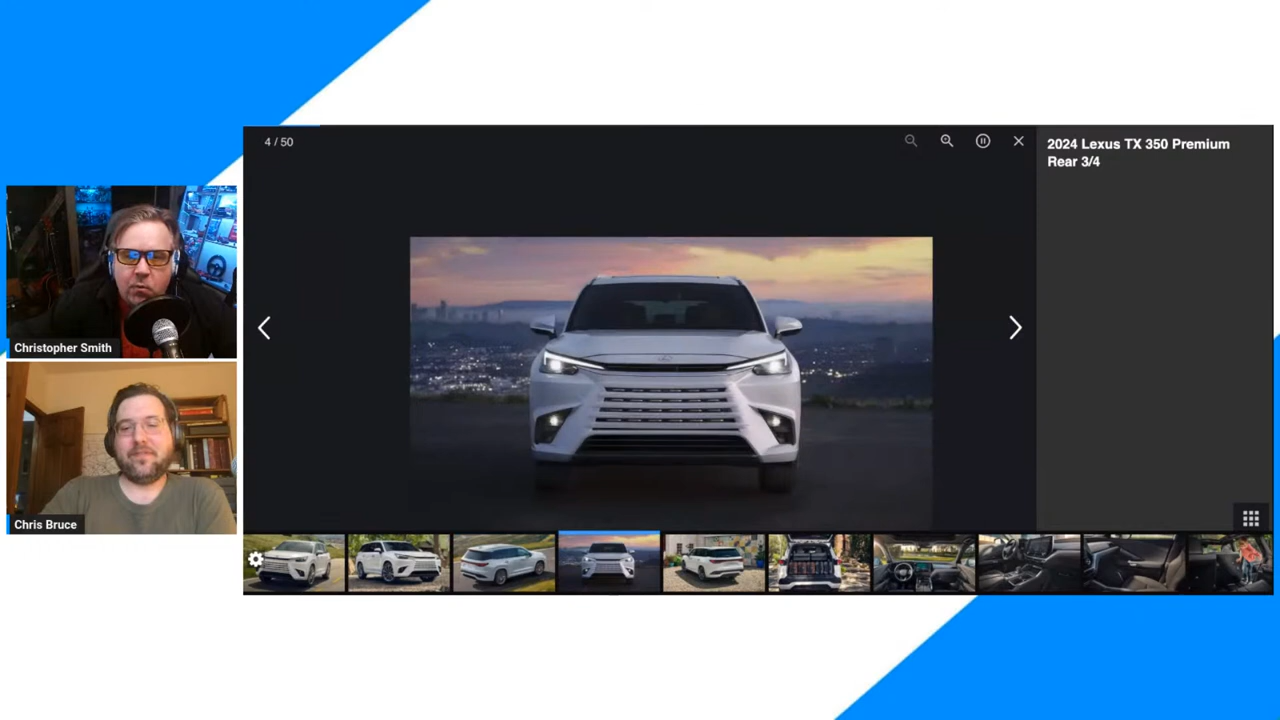 4 / 50
2024 Lexus TX 350 Premium
Rear 3/4
Christopher Smith
Chris Bruce